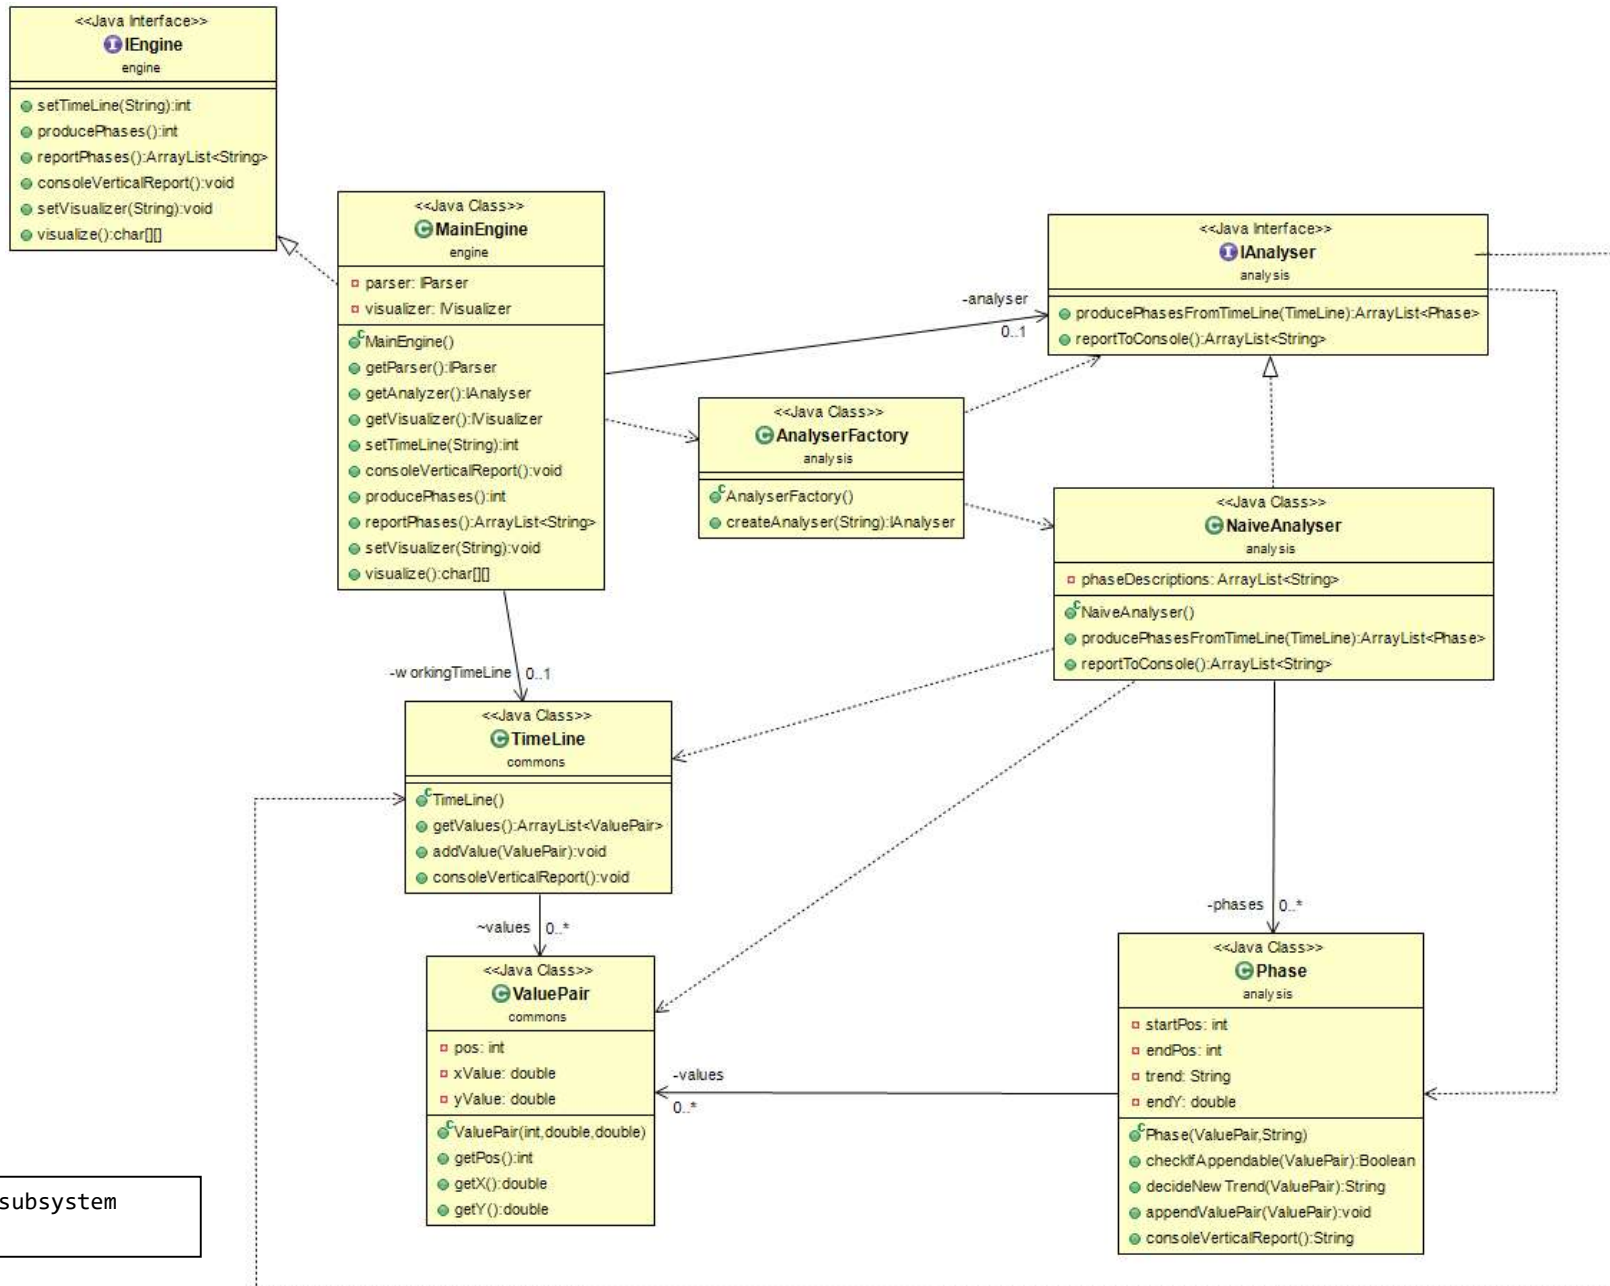 <<Java Interface>>
IEngine
engine
setTimeLine(String):int
producePhases():int
reportPhases():ArrayList<String>
consoleVerticalReport():void
setVisualizer(String):void
visualize():char[][]
<<Java Class>>
MainEngine
engine
parser: IParser
visualizer: IVisualizer
MainEngine()
getParser():IParser
getAnalyzer():IAnalyser
getVisualizer():IVisualizer
setTimeLine(String):int
consoleVerticalReport():void
producePhases():int
reportPhases():ArrayList<String>
setVisualizer(String):void
visualize():char[][]
-analyser
0..1
<<Java Interface>>
IAnalyser
analysis
producePhasesFromTimeLine(TimeLine):ArrayList<Phase>
reportToConsole():ArrayList<String>
<<Java Class>>
AnalyserFactory
analysis
AnalyserFactory()
createAnalyser(String):IAnalyser
<<Java Class>>
NaiveAnalyser
analysis
phaseDescriptions: ArrayList<String>
NaiveAnalyser()
producePhasesFromTimeLine(TimeLine):ArrayList<Phase>
reportToConsole():ArrayList<String>
-workingTimeLine 0..1
<<Java Class>>
TimeLine
commons
TimeLine()
getValues():ArrayList<ValuePair>
addValue(ValuePair):void
consoleVerticalReport():void
~values 0..*
<<Java Class>>
ValuePair
commons
pos: int
xValue: double
yValue: double
ValuePair(int,double,double)
getPos():int
getX():double
getY():double
-values
0..*
-phases 0..*
<<Java Class>>
Phase
analysis
startPos: int
endPos: int
trend: String
endY: double
Phase(ValuePair,String)
checkIfAppendable(ValuePair):Boolean
decideNewTrend(ValuePair):String
appendValuePair(ValuePair):void
consoleVerticalReport():String
subsystem